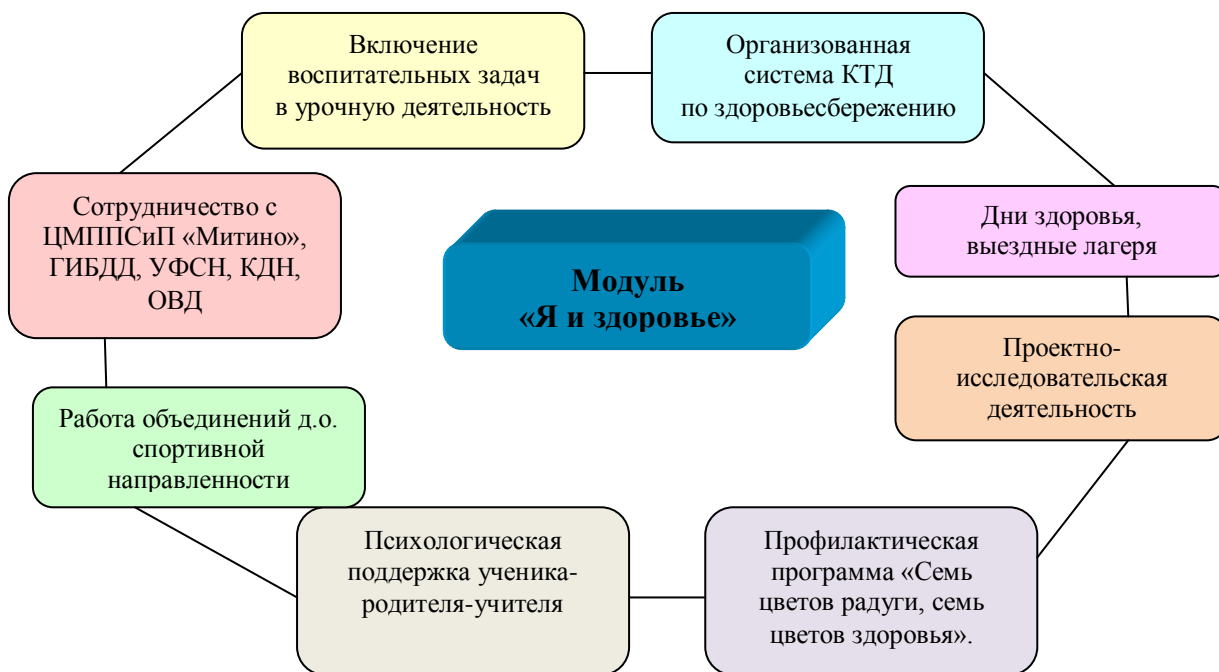 Включение
воспитательных задач
в урочную деятельность
Организованная
система КТД
по здоровьесбережению
Сотрудничество с
ЦМППСиП «Митино»,
ГИБДД, УФСН, КДН,
ОВД
Дни здоровья,
выездные лагеря
Модуль
«Я и здоровье»
Проектно-
исследовательская
деятельность
Работа объединений д.о.
спортивной
направленности
Психологическая
поддержка ученика-
родителя-учителя
Профилактическая
программа «Семь
цветов радуги, семь
цветов здоровья».